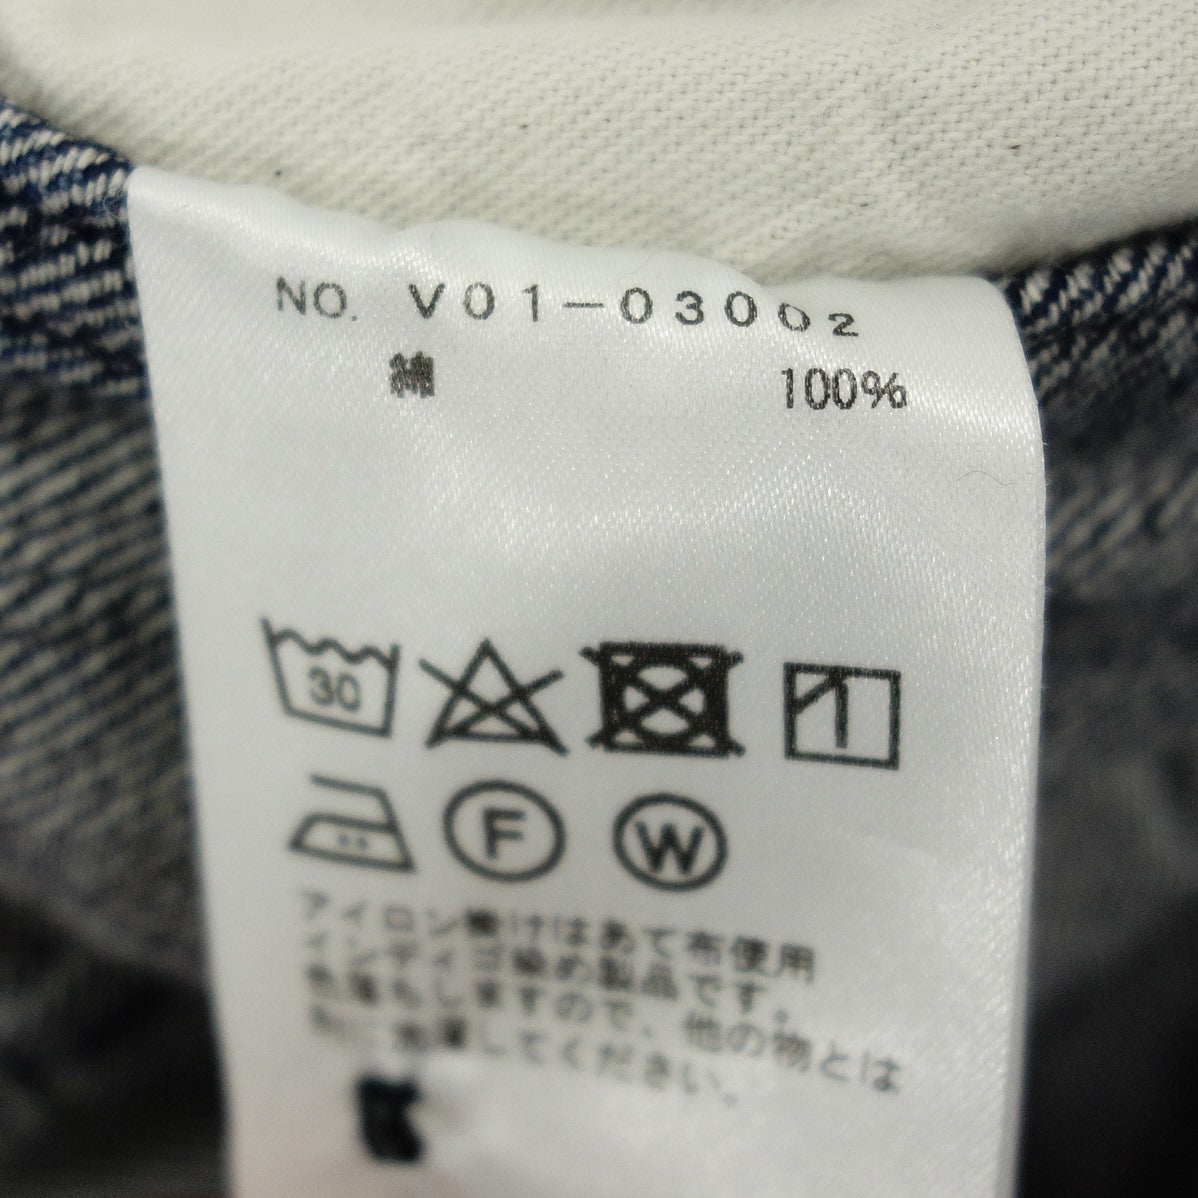 NO. V01-03002
綿 100%
30
F W
アイロン掛けはあて布使用
インディゴ染め製品です。
色落ちしますので、他の物とは
別に洗濯してください。